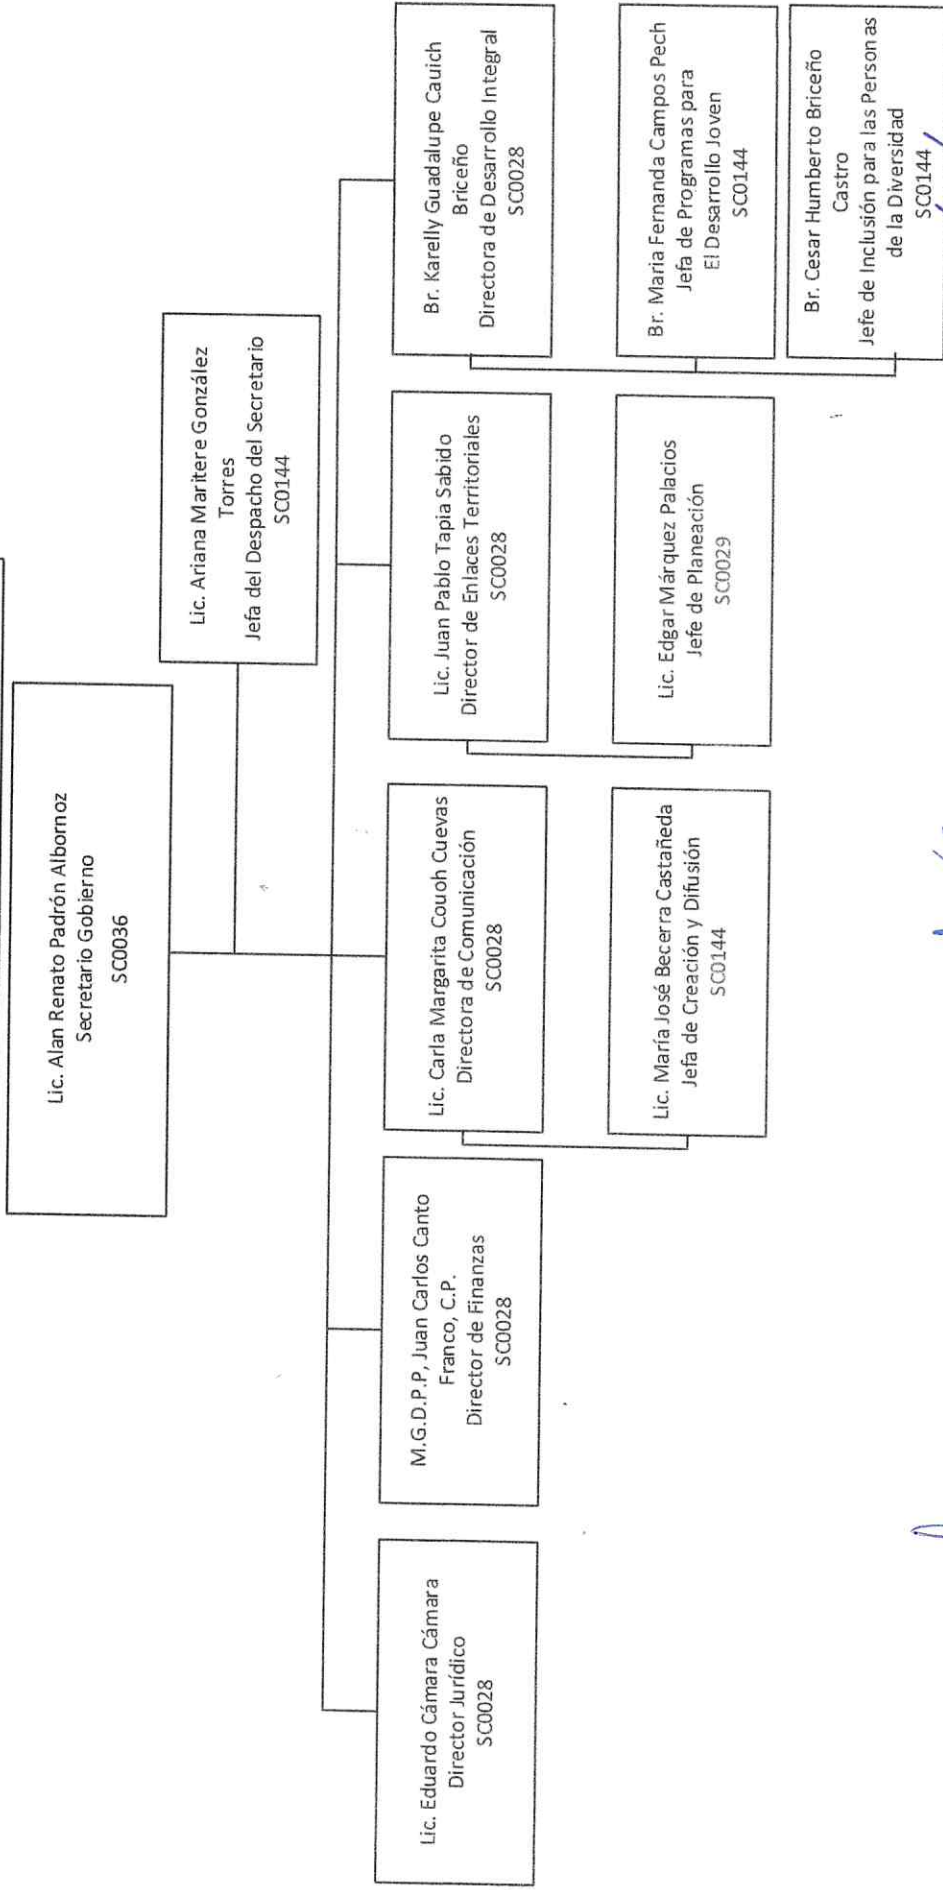 Lic. Alan Renato Padrón Albornoz
Secretario Gobierno
SC0036
Lic. Ariana Maritere González
Torres
Jefa del Despacho del Secretario
SC0144
Lic. Eduardo Cámara Cámara
Director Jurídico
SC0028
M.G.D.P.P, Juan Carlos Canto
Franco, C.P.
Director de Finanzas
SC0028
Lic. Carla Margarita Couoh Cuevas
Directora de Comunicación
SC0028
Lic. Juan Pablo Tapia Sabido
Director de Enlaces Territoriales
SC0028
Br. Karelly Guadalupe Cauich
Briceño
Directora de Desarrollo Integral
SC0028
Lic. María José Becerra Castañeda
Jefa de Creación y Difusión
SC0144
Lic. Edgar Márquez Palacios
Jefe de Planeación
SC0029
Br. Maria Fernanda Campos Pech
Jefa de Programas para
El Desarrollo Joven
SC0144
Br. Cesar Humberto Briceño
Castro
Jefe de Inclusión para las Personas
de la Diversidad
SC0144